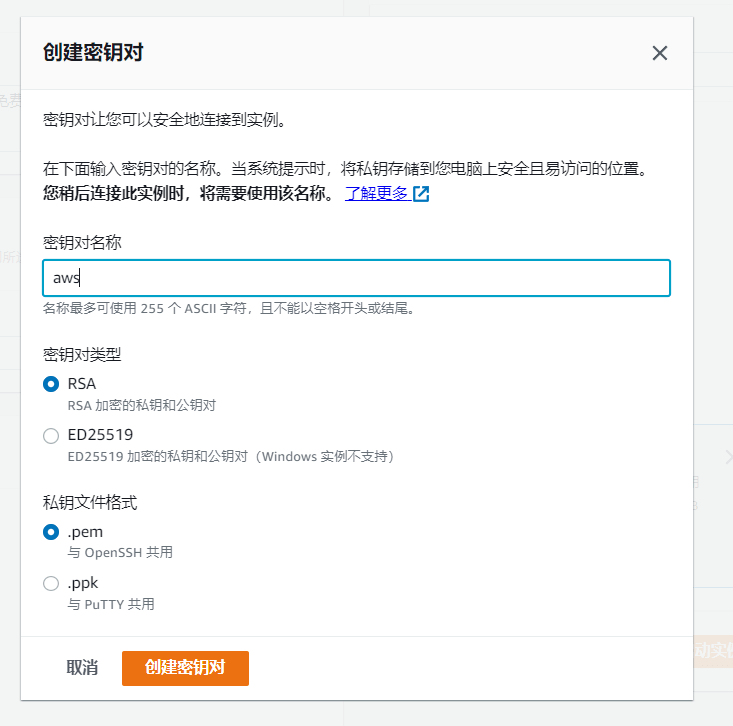 创建密钥对
密钥对让您可以安全地连接到实例。
在下面输入密钥对的名称。当系统提示时，将私钥存储到您电脑上安全且易访问的位置。
您稍后连接此实例时，将需要使用该名称。 了解更多
密钥对名称
aws
名称最多可使用 255 个 ASCII 字符，且不能以空格开头或结尾。
密钥对类型
RSA
RSA 加密的私钥和公钥对
ED25519
ED25519 加密的私钥和公钥对（Windows 实例不支持）
私钥文件格式
.pem
与 OpenSSH 共用
.ppk
与 PuTTY 共用
取消 创建密钥对